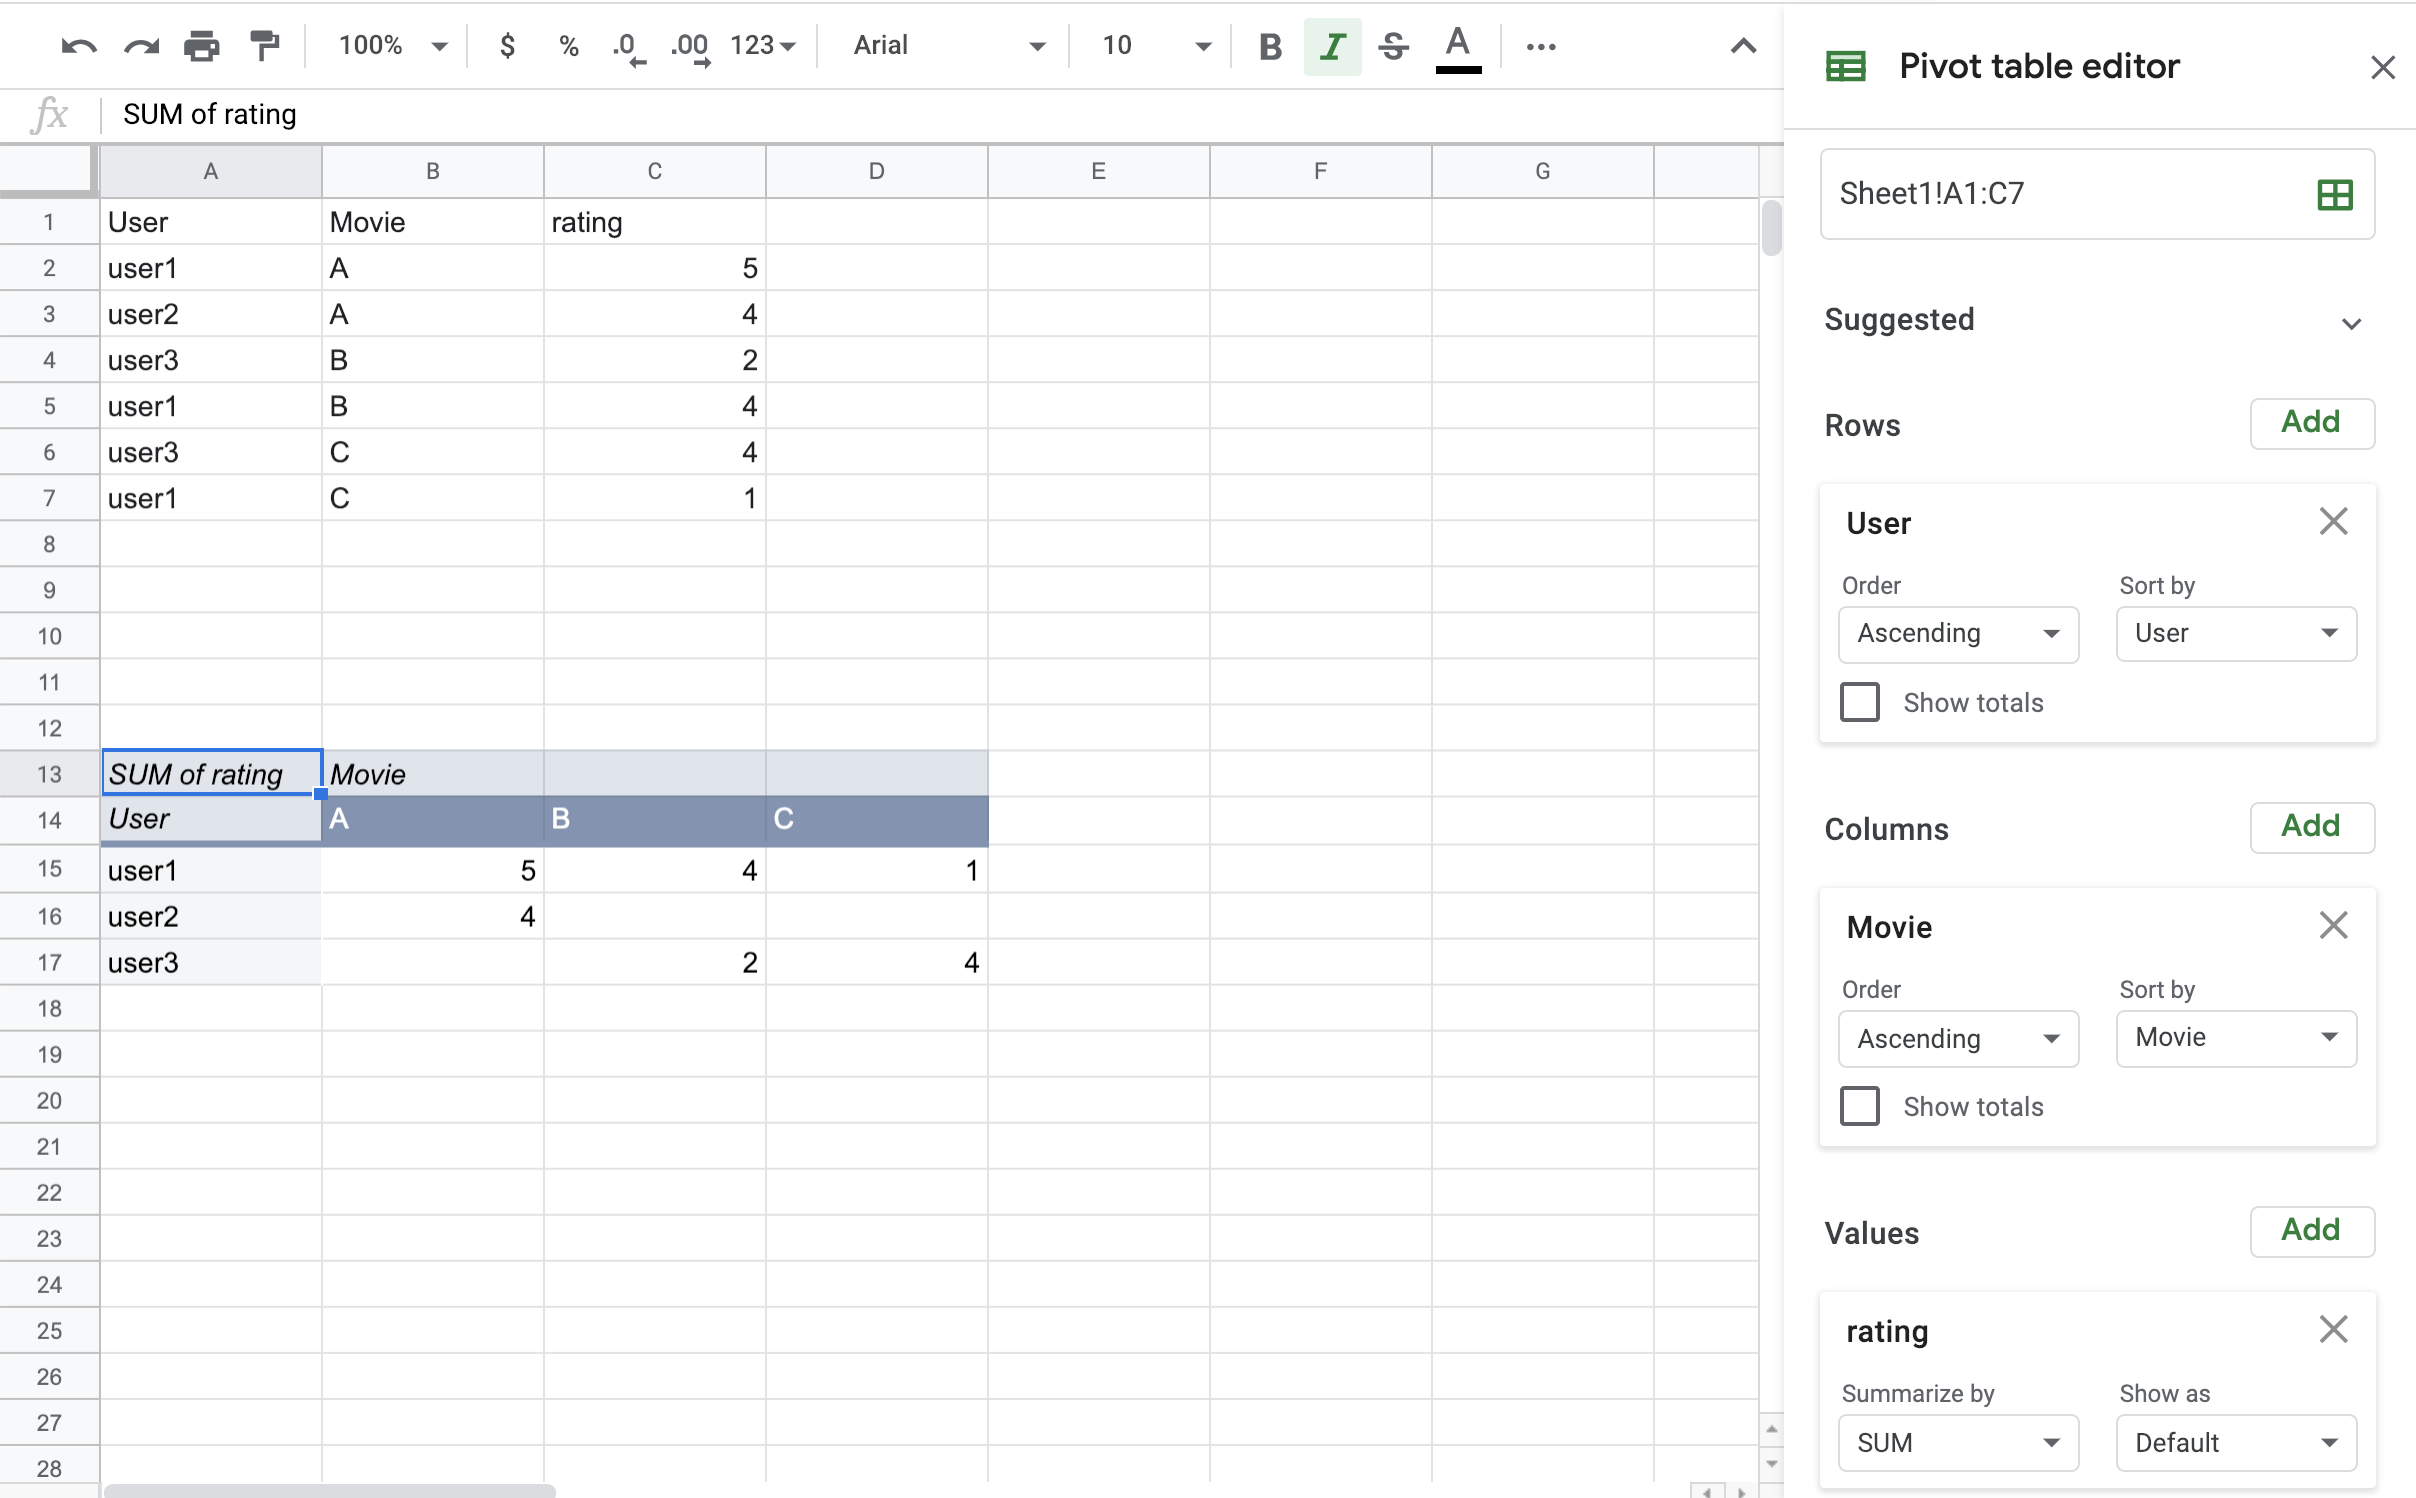 100% $ % .0 .00 123 Arial 10 B I S A
fx SUM of rating
A B C D E F G
1 User Movie rating
2 user1 A 5
3 user2 A 4
4 user3 B 2
5 user1 B 4
6 user3 C 4
7 user1 C 1
8
9
10
11
12
13 SUM of rating Movie
14 User A B C
15 user1 5 4 1
16 user2 4
17 user3 2 4
18
19
20
21
22
23
24
25
26
27
28
Pivot table editor
Sheet1!A1:C7
Suggested
Rows Add
User
Order Sort by
Ascending User
Show totals
Columns Add
Movie
Order Sort by
Ascending Movie
Show totals
Values Add
rating
Summarize by Show as
SUM Default